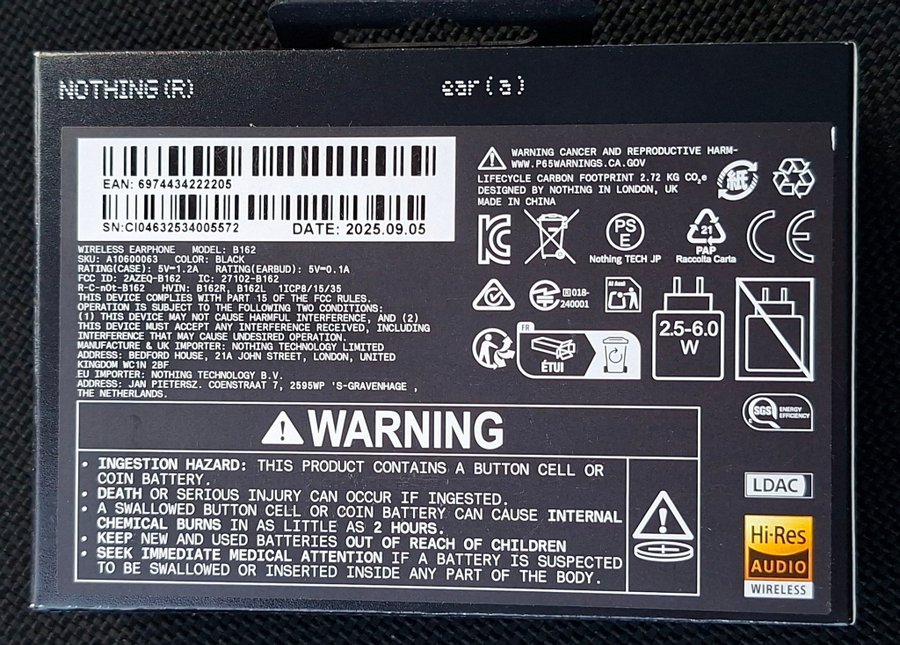 NOTHING(R)
ear(a)
EAN: 6974434222205
SN:CI04632534005572
DATE: 2025.09.05
WIRELESS EARPHONE MODEL: B162
SKU: A10600063 COLOR: BLACK
RATING(CASE): 5V⎓1.2A RATING(EARBUD): 5V⎓0.1A
FCC ID: 2AZEQ-B162 IC: 27102-B162
R-C-nOt-B162 HVIN: B162R, B162L 1ICP8/15/35
THIS DEVICE COMPLIES WITH PART 15 OF THE FCC RULES.
OPERATION IS SUBJECT TO THE FOLLOWING TWO CONDITIONS:
(1) THIS DEVICE MAY NOT CAUSE HARMFUL INTERFERENCE, AND (2)
THIS DEVICE MUST ACCEPT ANY INTERFERENCE RECEIVED, INCLUDING
INTERFERENCE THAT MAY CAUSE UNDESIRED OPERATION.
MANUFACTURE & UK IMPORTER: NOTHING TECHNOLOGY LIMITED
ADDRESS: BEDFORD HOUSE, 21A JOHN STREET, LONDON, UNITED
KINGDOM WC1N 2BF
EU IMPORTER: NOTHING TECHNOLOGY B.V.
ADDRESS: JAN PIETERSZ. COENSTRAAT 7, 2595WP 'S-GRAVENHAGE ,
THE NETHERLANDS.
WARNING CANCER AND REPRODUCTIVE HARM-
WWW.P65WARNINGS.CA.GOV
LIFECYCLE CARBON FOOTPRINT 2.72 KG CO₂e
DESIGNED BY NOTHING IN LONDON, UK
MADE IN CHINA
紙
PS
E
Nothing TECH JP
21
PAP
Raccolta Carta
CE
018-
240001
FR
ÉTUI
2.5-6.0
W
SGS ENERGY
EFFICIENCY
LDAC
Hi-Res
AUDIO
WIRELESS
WARNING
• INGESTION HAZARD: THIS PRODUCT CONTAINS A BUTTON CELL OR
COIN BATTERY.
• DEATH OR SERIOUS INJURY CAN OCCUR IF INGESTED.
• A SWALLOWED BUTTON CELL OR COIN BATTERY CAN CAUSE INTERNAL
CHEMICAL BURNS IN AS LITTLE AS 2 HOURS.
• KEEP NEW AND USED BATTERIES OUT OF REACH OF CHILDREN
• SEEK IMMEDIATE MEDICAL ATTENTION IF A BATTERY IS SUSPECTED
TO BE SWALLOWED OR INSERTED INSIDE ANY PART OF THE BODY.